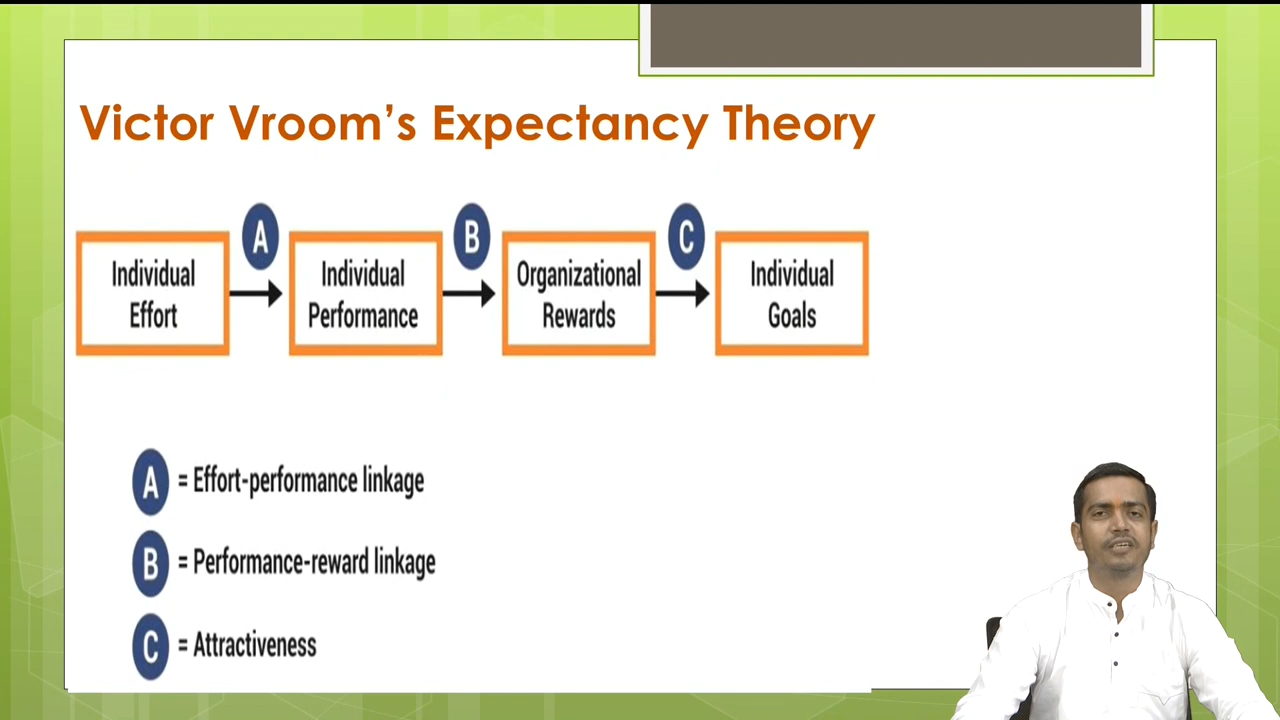 Victor Vroom’s Expectancy Theory
A
B
C
Individual
Effort
Individual
Performance
Organizational
Rewards
Individual
Goals
A = Effort-performance linkage
B = Performance-reward linkage
C = Attractiveness